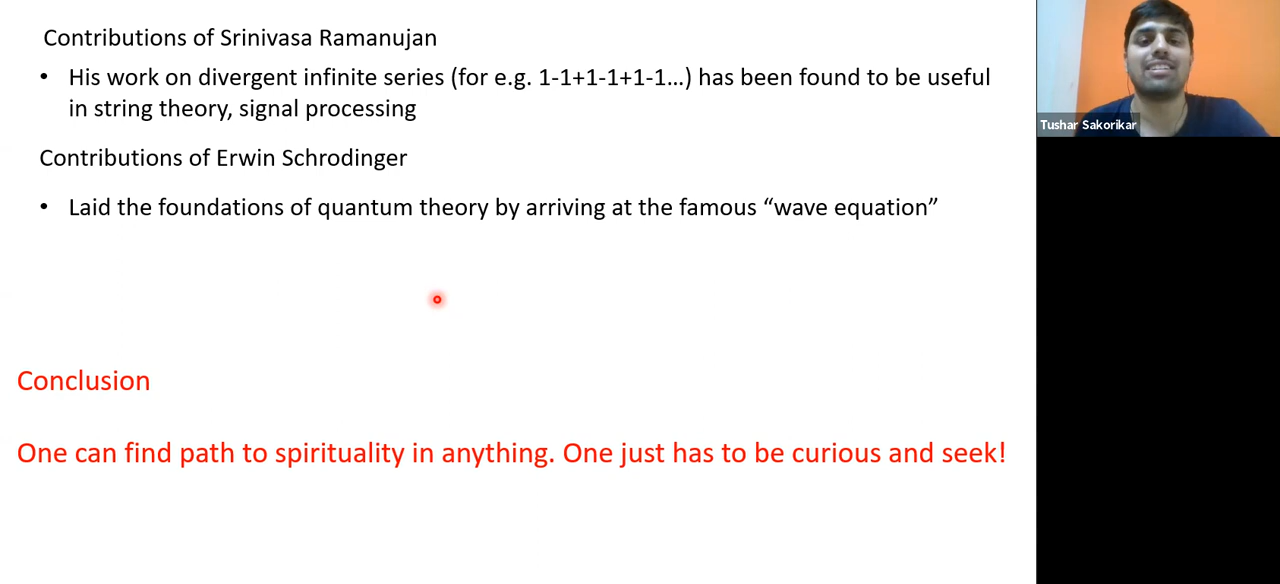 Contributions of Srinivasa Ramanujan
• His work on divergent infinite series (for e.g. 1-1+1-1+1-1...) has been found to be useful
in string theory, signal processing
Contributions of Erwin Schrodinger
• Laid the foundations of quantum theory by arriving at the famous “wave equation”
Conclusion
One can find path to spirituality in anything. One just has to be curious and seek!
Tushar Sakorikar